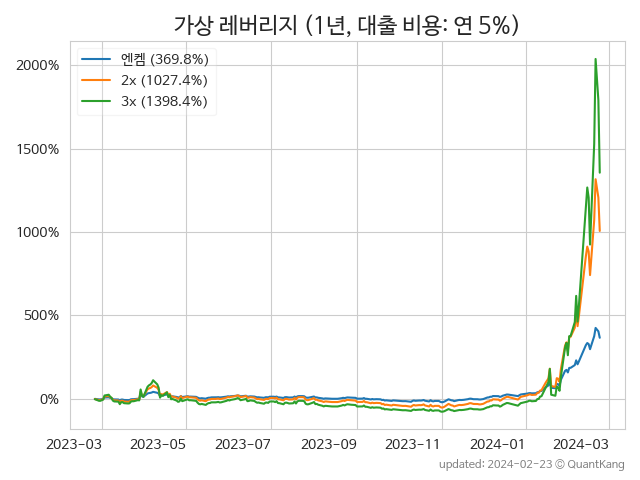 가상 레버리지 (1년, 대출 비용: 연 5%)
엔켐 (369.8%)
2x (1027.4%)
3x (1398.4%)
2000%
1500%
1000%
500%
0%
2023-03 2023-05 2023-07 2023-09 2023-11 2024-01 2024-03
updated: 2024-02-23 © QuantKang